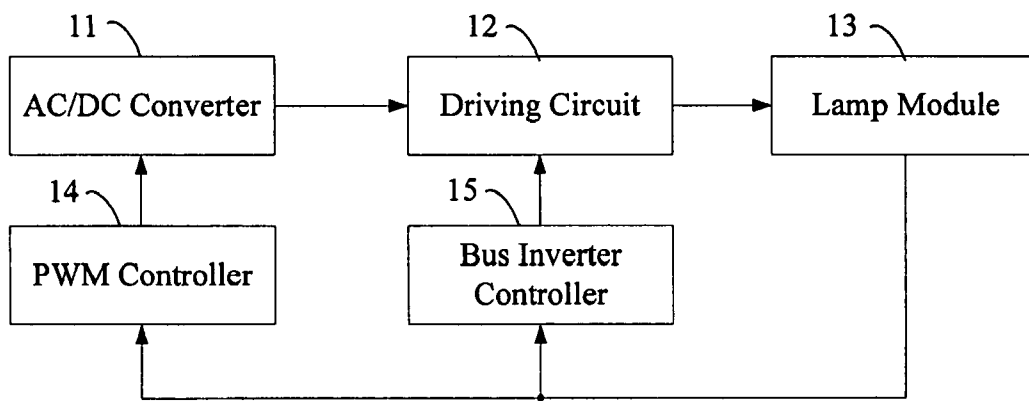 11
12
13
AC/DC Converter
Driving Circuit
Lamp Module
14
15
PWM Controller
Bus Inverter
Controller